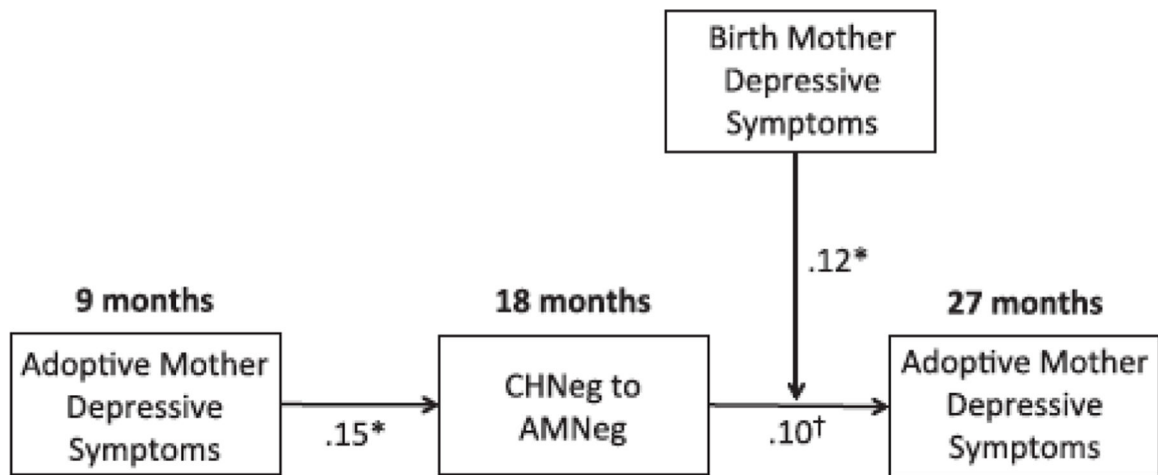 Birth Mother
Depressive
Symptoms
.12*
9 months
18 months
27 months
Adoptive Mother
Depressive
Symptoms
.15*
CHNeg to
AMNeg
.10†
Adoptive Mother
Depressive
Symptoms